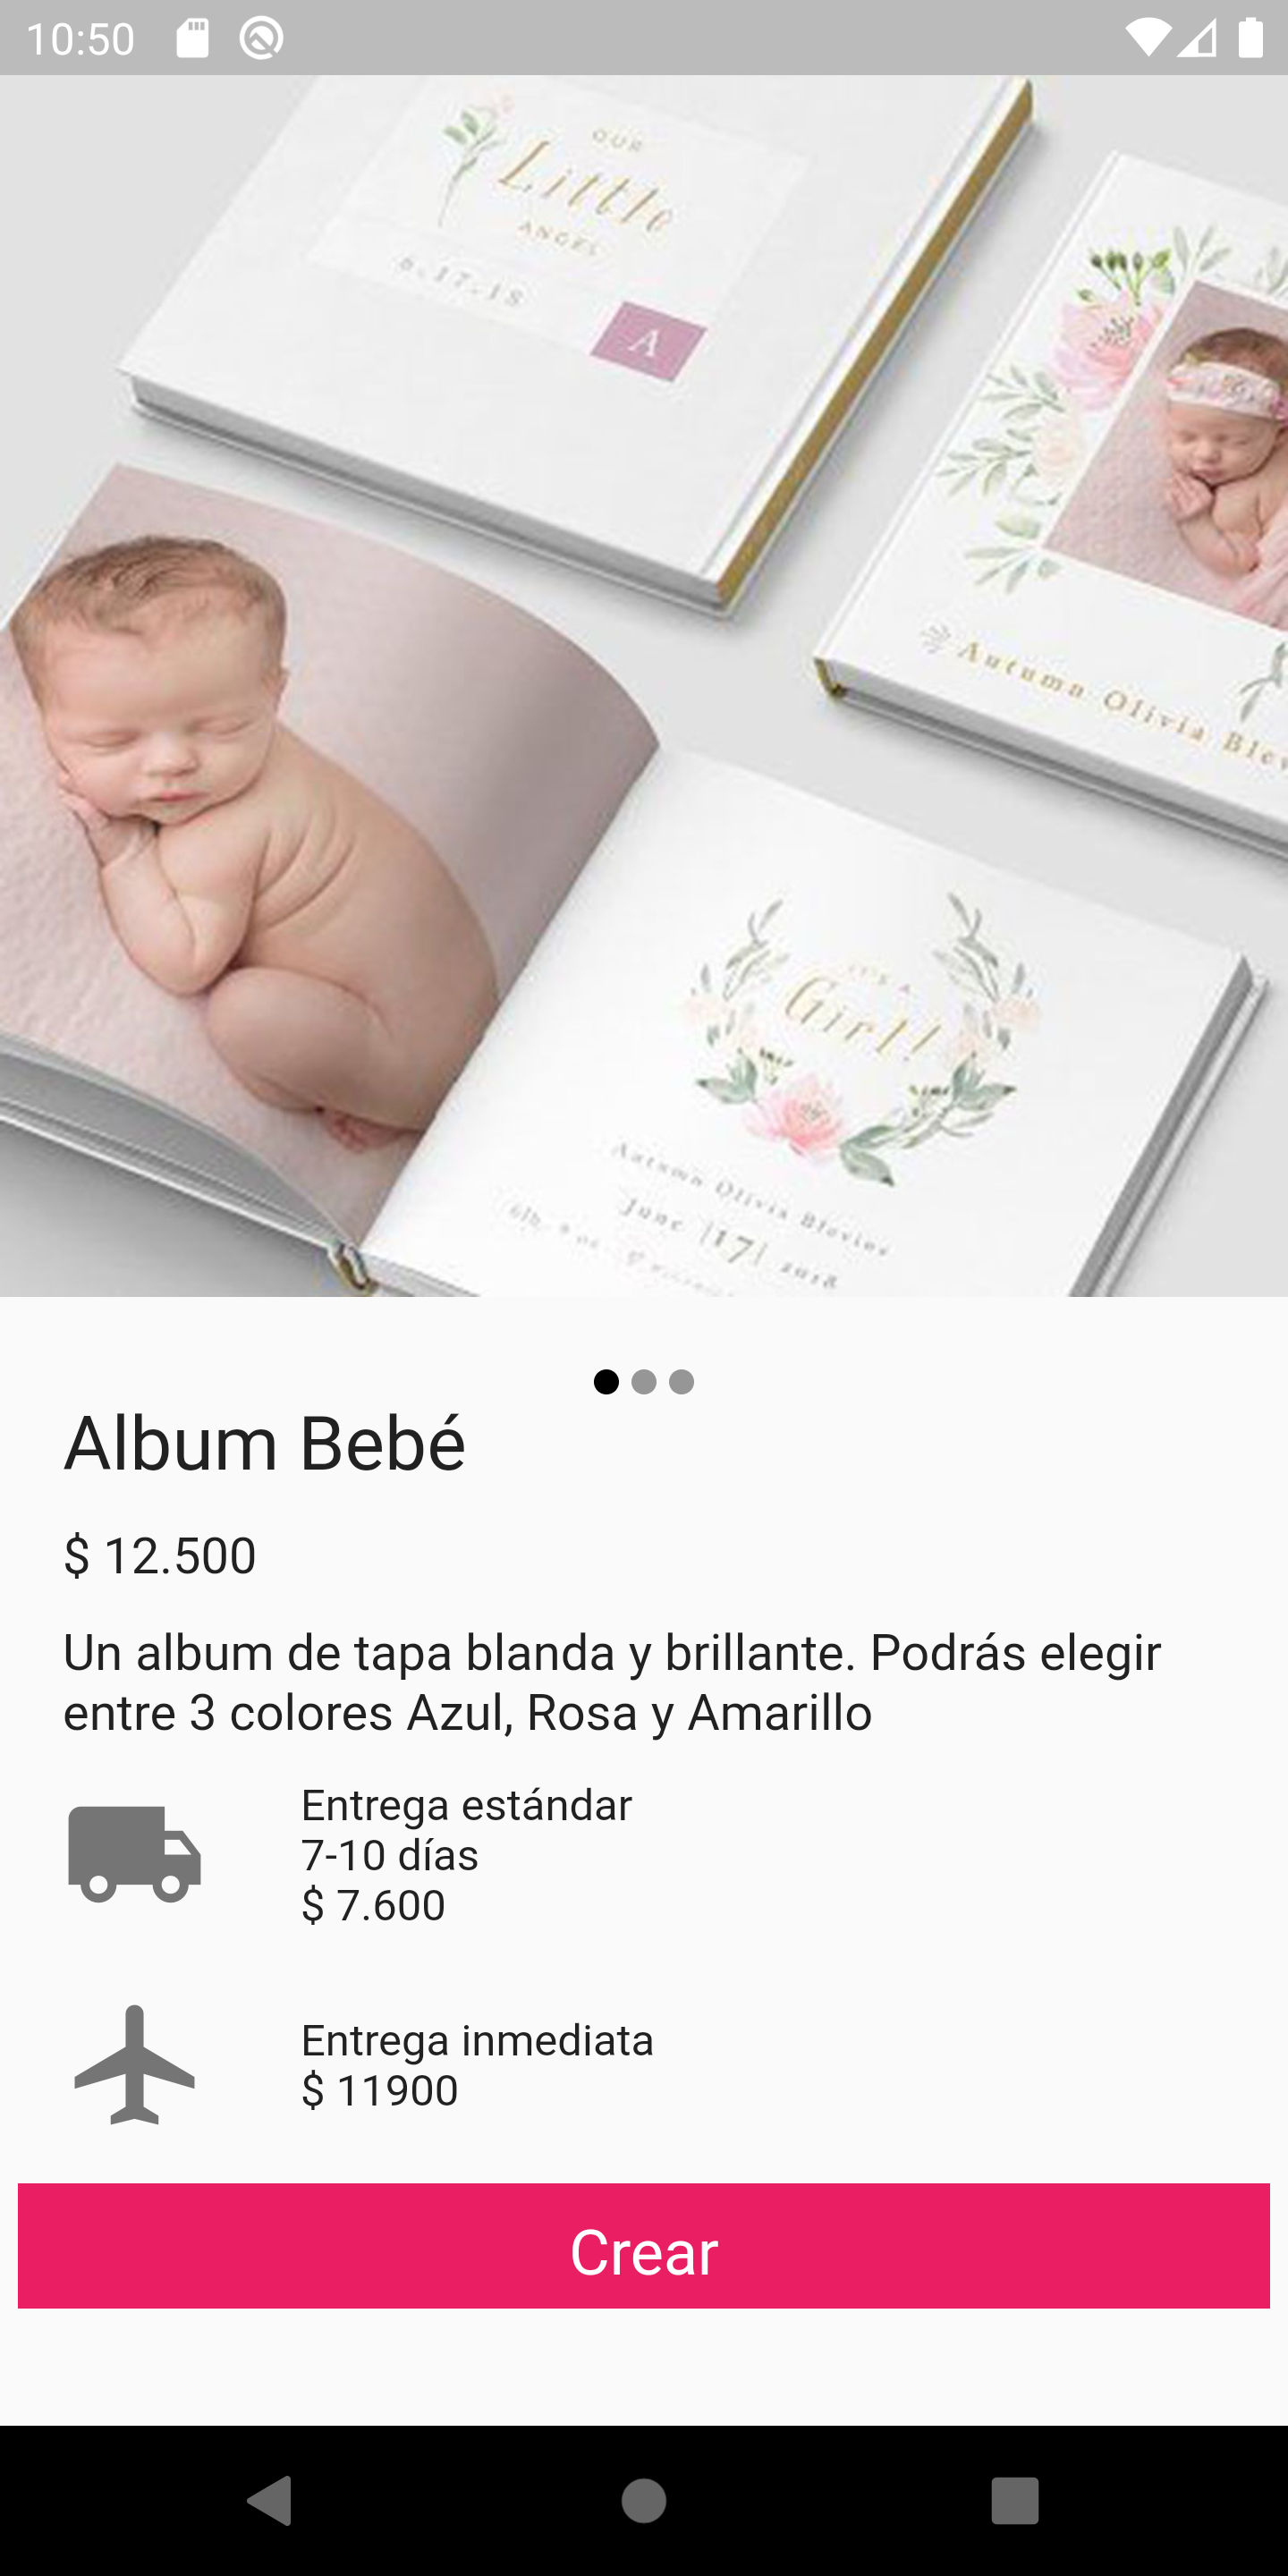 10:50
OUR
Little
ANGEL
6.17.18
A
Autumn Olivia
IT'S A
Girl!
Autumn Olivia Blevins
June |17| 2018
Album Bebé
$ 12.500
Un album de tapa blanda y brillante. Podrás elegir
entre 3 colores Azul, Rosa y Amarillo
Entrega estándar
7-10 días
$ 7.600
Entrega inmediata
$ 11900
Crear